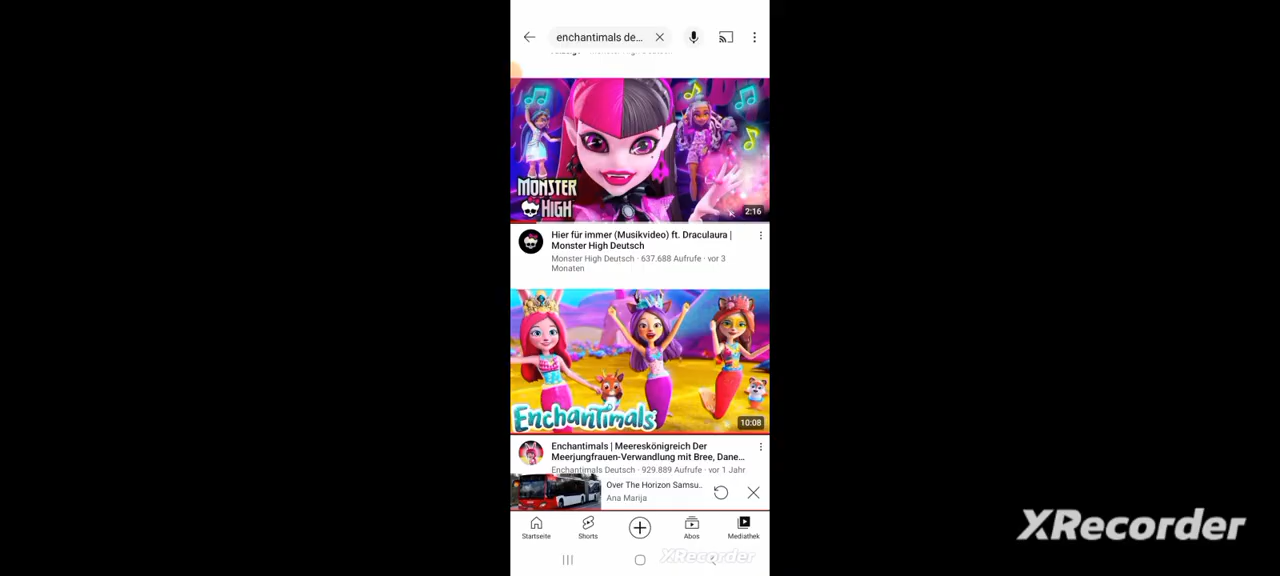 enchantimals de...
MONSTER
HIGH
2:16
Hier für immer (Musikvideo) ft. Draculaura |
Monster High Deutsch
Monster High Deutsch · 637.688 Aufrufe · vor 3
Monaten
Enchantimals
10:08
Enchantimals | Meereskönigreich Der
Meerjungfrauen-Verwandlung mit Bree, Dane...
Enchantimals Deutsch · 929.889 Aufrufe · vor 1 Jahr
Over The Horizon Samsu..
Ana Marija
Startseite
Shorts
Abos
Mediathek
XRecorder
XRecorder